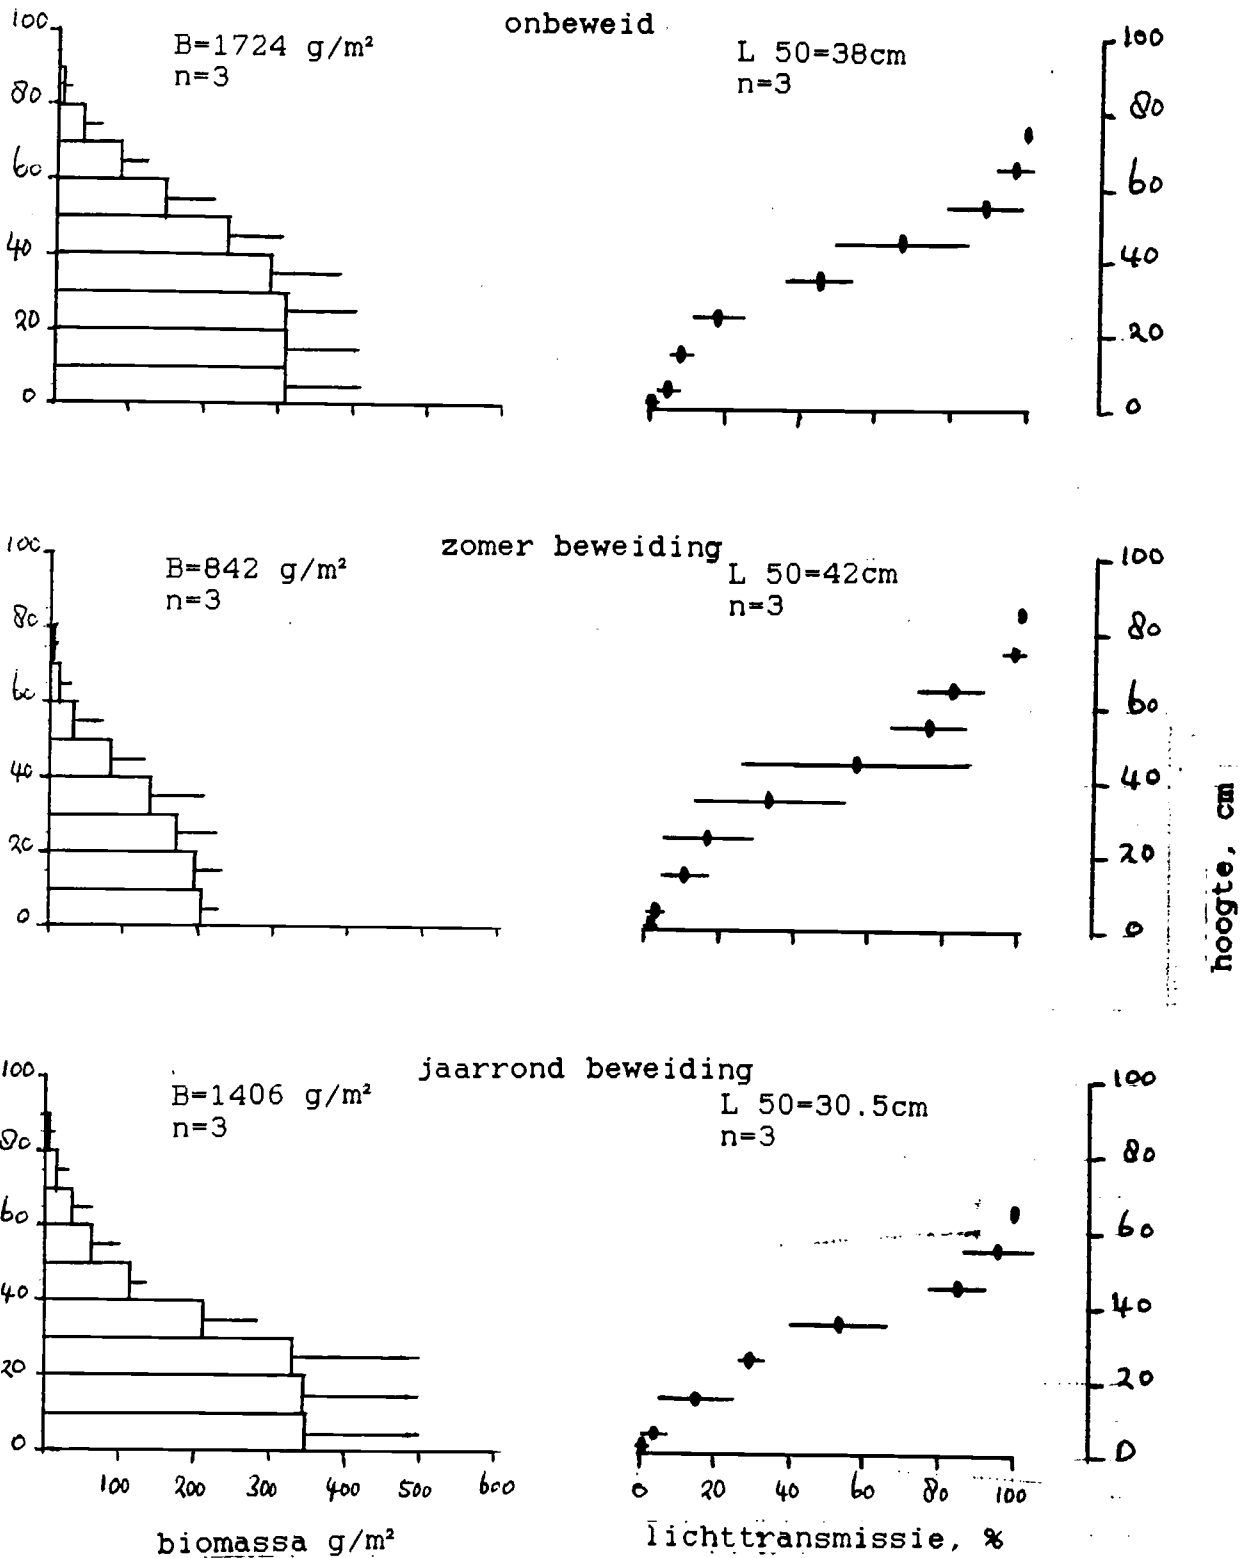 onbeweid
B=1724 g/m²
n=3
L 50=38cm
n=3
100
80
60
40
20
0
100
80
60
40
20
0
zomer beweiding
B=842 g/m²
n=3
L 50=42cm
n=3
100
80
60
40
20
0
100
80
60
40
20
0
hoogte, cm
jaarrond beweiding
B=1406 g/m²
n=3
L 50=30.5cm
n=3
100
80
60
40
20
0
100
80
60
40
20
0
100 200 300 400 500 600
0 20 40 60 80 100
biomassa g/m²
lichttransmissie, %